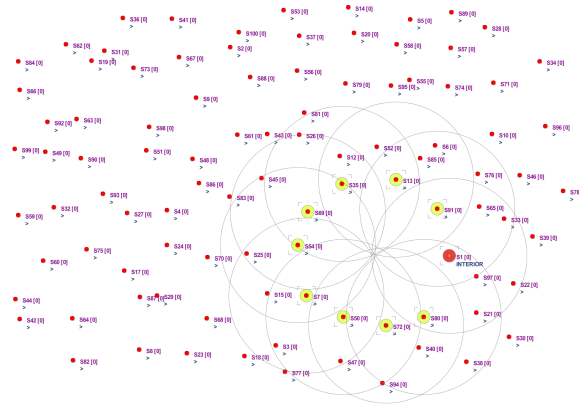 S53 [0]
>
S14 [0]
>
S89 [0]
>
S36 [0]
>
S41 [0]
>
S5 [0]
>
S28 [0]
>
S100 [0]
>
S37 [0]
>
S20 [0]
>
S62 [0]
>
S31 [0]
>
S2 [0]
>
S58 [0]
>
S57 [0]
>
S84 [0]
>
S19 [0]
>
S73 [0]
>
S67 [0]
>
S34 [0]
>
S88 [0]
>
S56 [0]
>
S79 [0]
>
S95 [0]
>
S55 [0]
>
S74 [0]
>
S71 [0]
>
S66 [0]
>
S9 [0]
>
S81 [0]
>
S92 [0]
>
S63 [0]
>
S98 [0]
>
S61 [0]
>
S43 [0]
>
S26 [0]
>
S10 [0]
>
S96 [0]
>
S99 [0]
>
S49 [0]
>
S90 [0]
>
S51 [0]
>
S48 [0]
>
S12 [0]
>
S82 [0]
>
S6 [0]
>
S85 [0]
>
S86 [0]
>
S45 [0]
>
S35 [0]
S13 [0]
S76 [0]
>
S46 [0]
>
S78
>
S93 [0]
>
S83 [0]
>
S32 [0]
>
S59 [0]
>
S27 [0]
>
S4 [0]
>
S69 [0]
S91 [0]
S65 [0]
>
S33 [0]
>
S39 [0]
>
S75 [0]
>
S24 [0]
>
S54 [0]
S60 [0]
>
S17 [0]
>
S70 [0]
>
S25 [0]
>
S1 [0]
INTERIOR
S97 [0]
>
S22 [0]
>
S44 [0]
>
S29 [0]
>
S15 [0]
>
S7 [0]
S42 [0]
>
S64 [0]
>
S68 [0]
>
S50 [0]
S72 [0]
S80 [0]
S21 [0]
>
S30 [0]
>
S82 [0]
>
S8 [0]
>
S23 [0]
>
S18 [0]
>
S3 [0]
>
S77 [0]
>
S47 [0]
>
S40 [0]
>
S38 [0]
>
S94 [0]
>